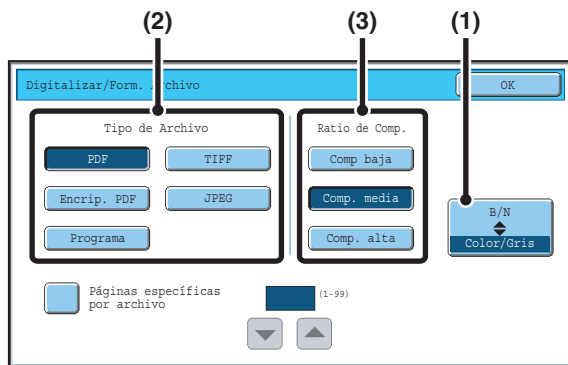 (2) (3) (1)
Digitalizar/Form. Archivo OK
Tipo de Archivo Ratio de Comp.
PDF TIFF Comp baja
Encrip. PDF JPEG Comp. media B/N
Color/Gris
Programa Comp. alta
Páginas específicas (1-99)
por archivo